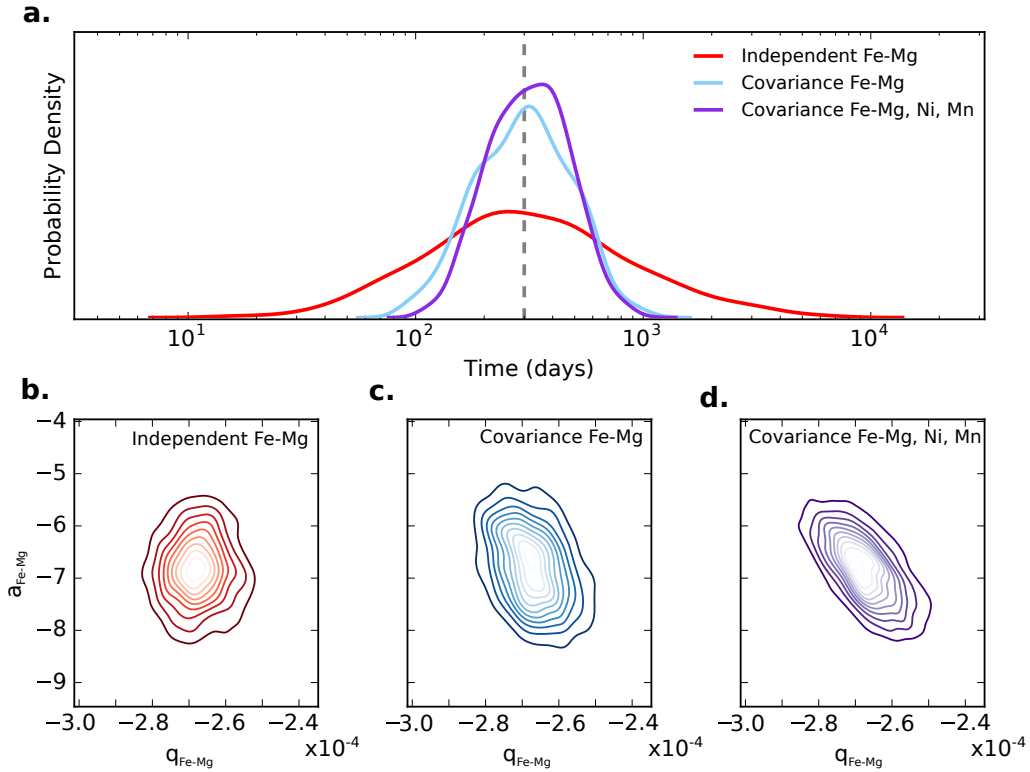 a.
Probability Density
Independent Fe-Mg
Covariance Fe-Mg
Covariance Fe-Mg, Ni, Mn
10¹ 10² 10³ 10⁴
Time (days)
b.
c.
d.
Independent Fe-Mg
Covariance Fe-Mg
Covariance Fe-Mg, Ni, Mn
−4
−5
−6
−7
−8
−9
a_Fe-Mg
−3.0 −2.8 −2.6 −2.4
−3.0 −2.8 −2.6 −2.4
−3.0 −2.8 −2.6 −2.4
q_Fe-Mg x10⁻⁴
q_Fe-Mg x10⁻⁴
q_Fe-Mg x10⁻⁴